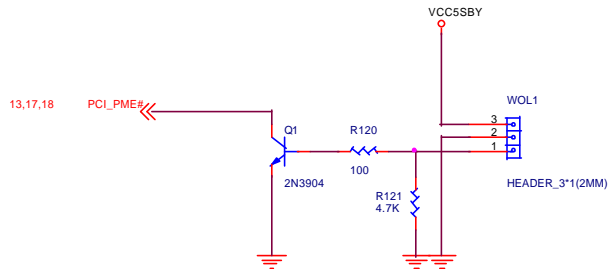 VCC5SBY
13,17,18 PCI_PME#
WOL1
3
2
1
Q1
R120
100
2N3904
R121
4.7K
HEADER_3*1(2MM)